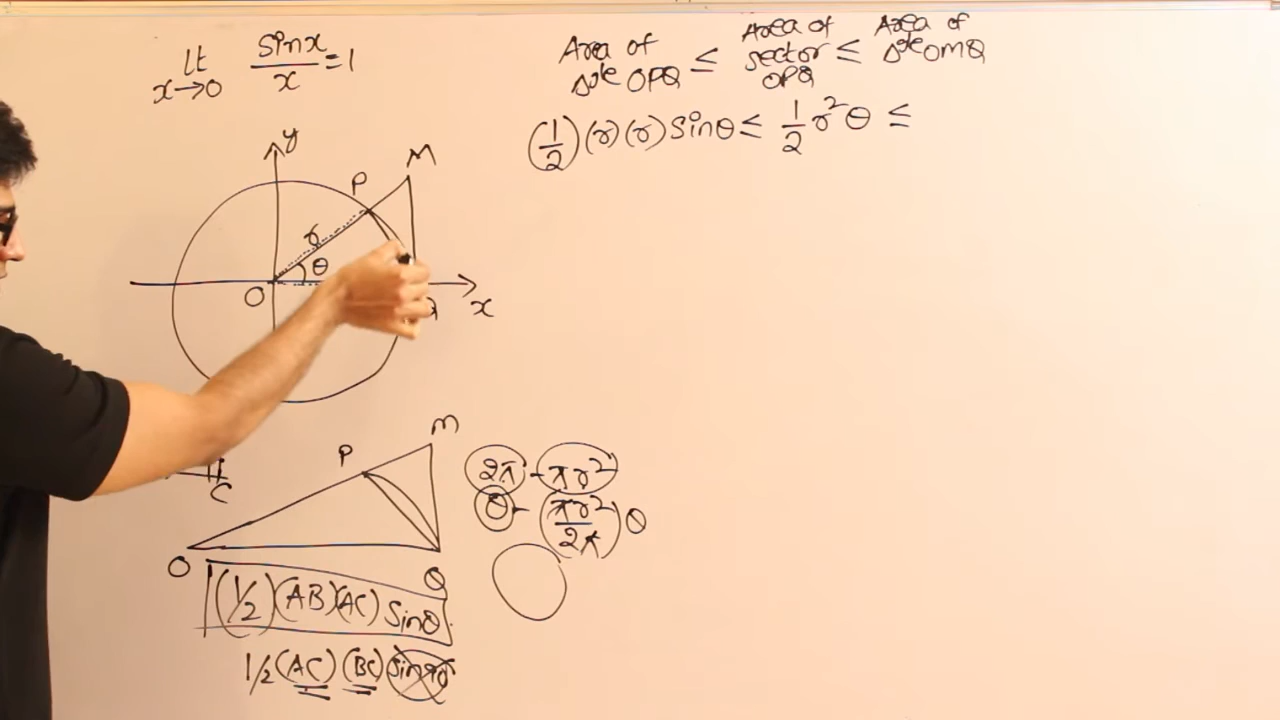 lt sinx/x = 1
x→0
Area of Δle OPQ ≤ Area of sector OPQ ≤ Area of Δle OMQ
(1/2)(r)(r) Sinθ ≤ 1/2 r²θ ≤
y
M
P
r
θ
O
x
M
P
O
Q
C
2π - πr²
θ - (πr²/2π) θ
(1/2)(AB)(AC) Sinθ
1/2 (AC) (BC)